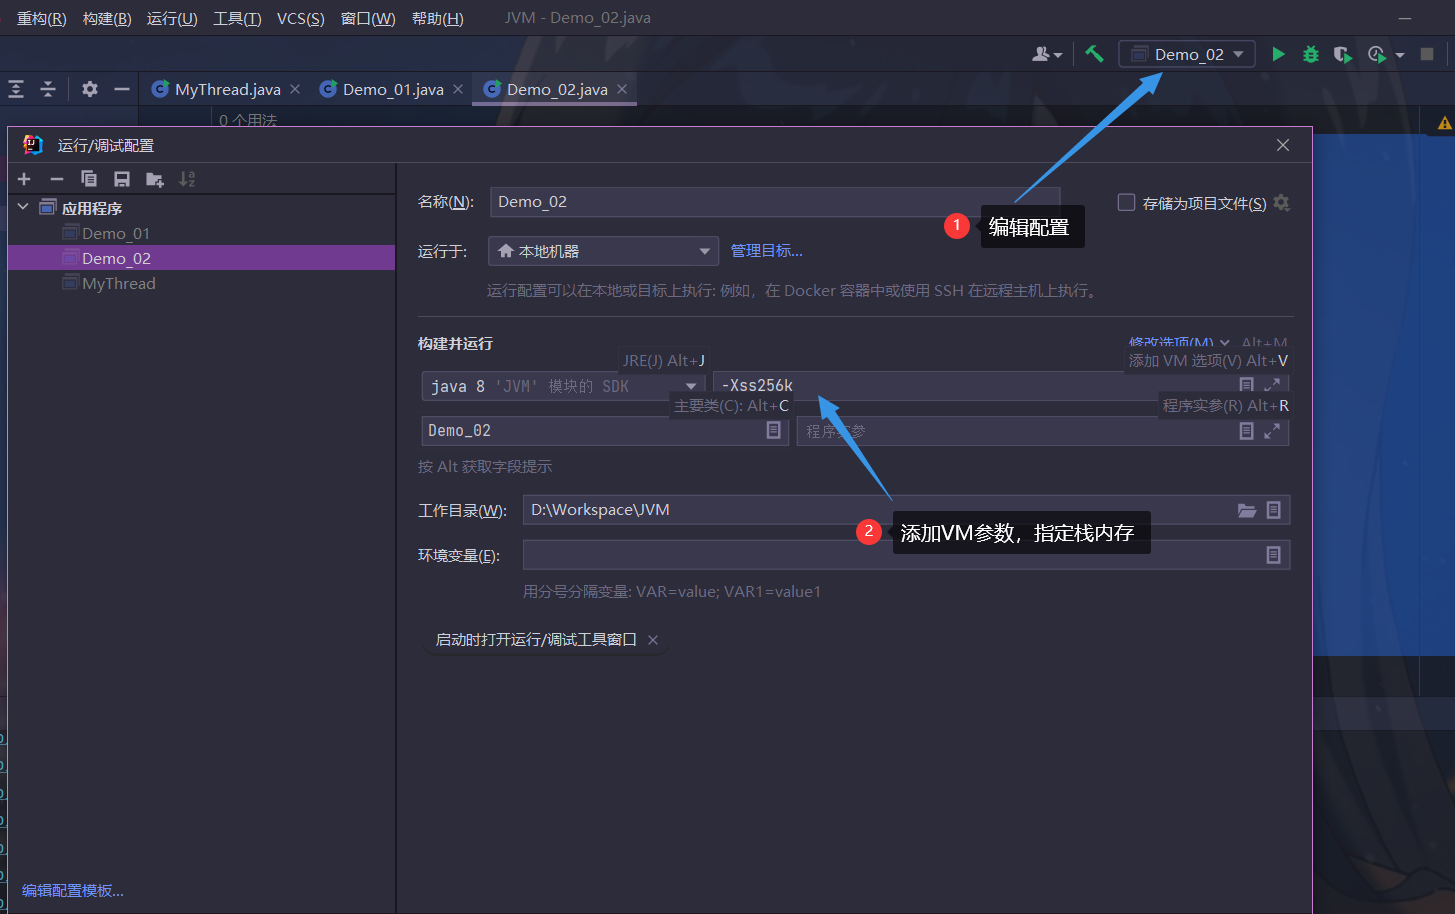 重构(R) 构建(B) 运行(U) 工具(T) VCS(S) 窗口(W) 帮助(H) JVM - Demo_02.java
Demo_02
MyThread.java Demo_01.java Demo_02.java
0 个用法
运行/调试配置
应用程序
Demo_01
Demo_02
MyThread
编辑配置模板...
名称(N): Demo_02
存储为项目文件(S)
1 编辑配置
运行于: 本地机器 管理目标...
运行配置可以在本地或目标上执行: 例如，在 Docker 容器中或使用 SSH 在远程主机上执行。
构建并运行
修改选项(M) Alt+M
JRE(J) Alt+J
添加 VM 选项(V) Alt+V
java 8 'JVM' 模块的 SDK
-Xss256k
主要类(C): Alt+C
程序实参(R) Alt+R
Demo_02
程序实参
按 Alt 获取字段提示
工作目录(W): D:\Workspace\JVM
2 添加VM参数，指定栈内存
环境变量(E):
用分号分隔变量: VAR=value; VAR1=value1
启动时打开运行/调试工具窗口